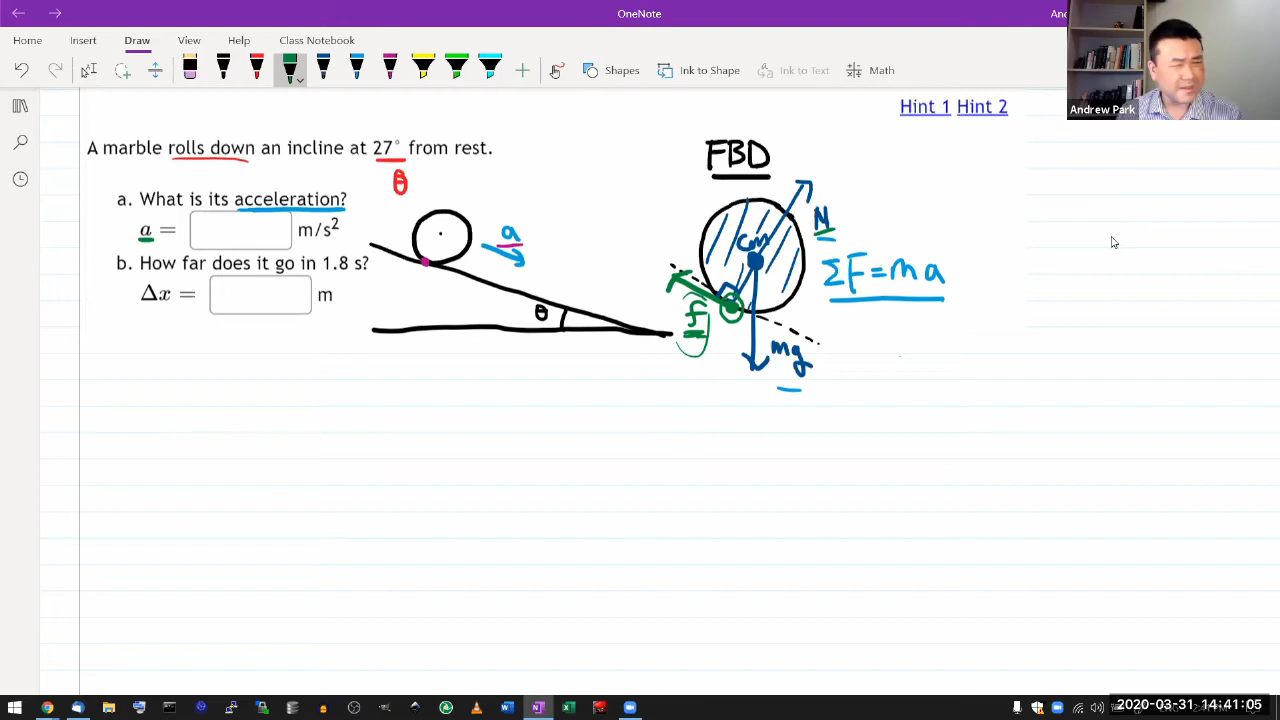 OneNote
An
Home Insert Draw View Help Class Notebook
Shapes Ink to Shape Ink to Text Math
Andrew Park
Hint 1 Hint 2
A marble rolls down an incline at 27° from rest.
θ
a. What is its acceleration?
a = m/s²
b. How far does it go in 1.8 s?
Δx = m
a
θ
FBD
N
cm
ΣF = ma
f
mg
2020-03-31 14:41:05